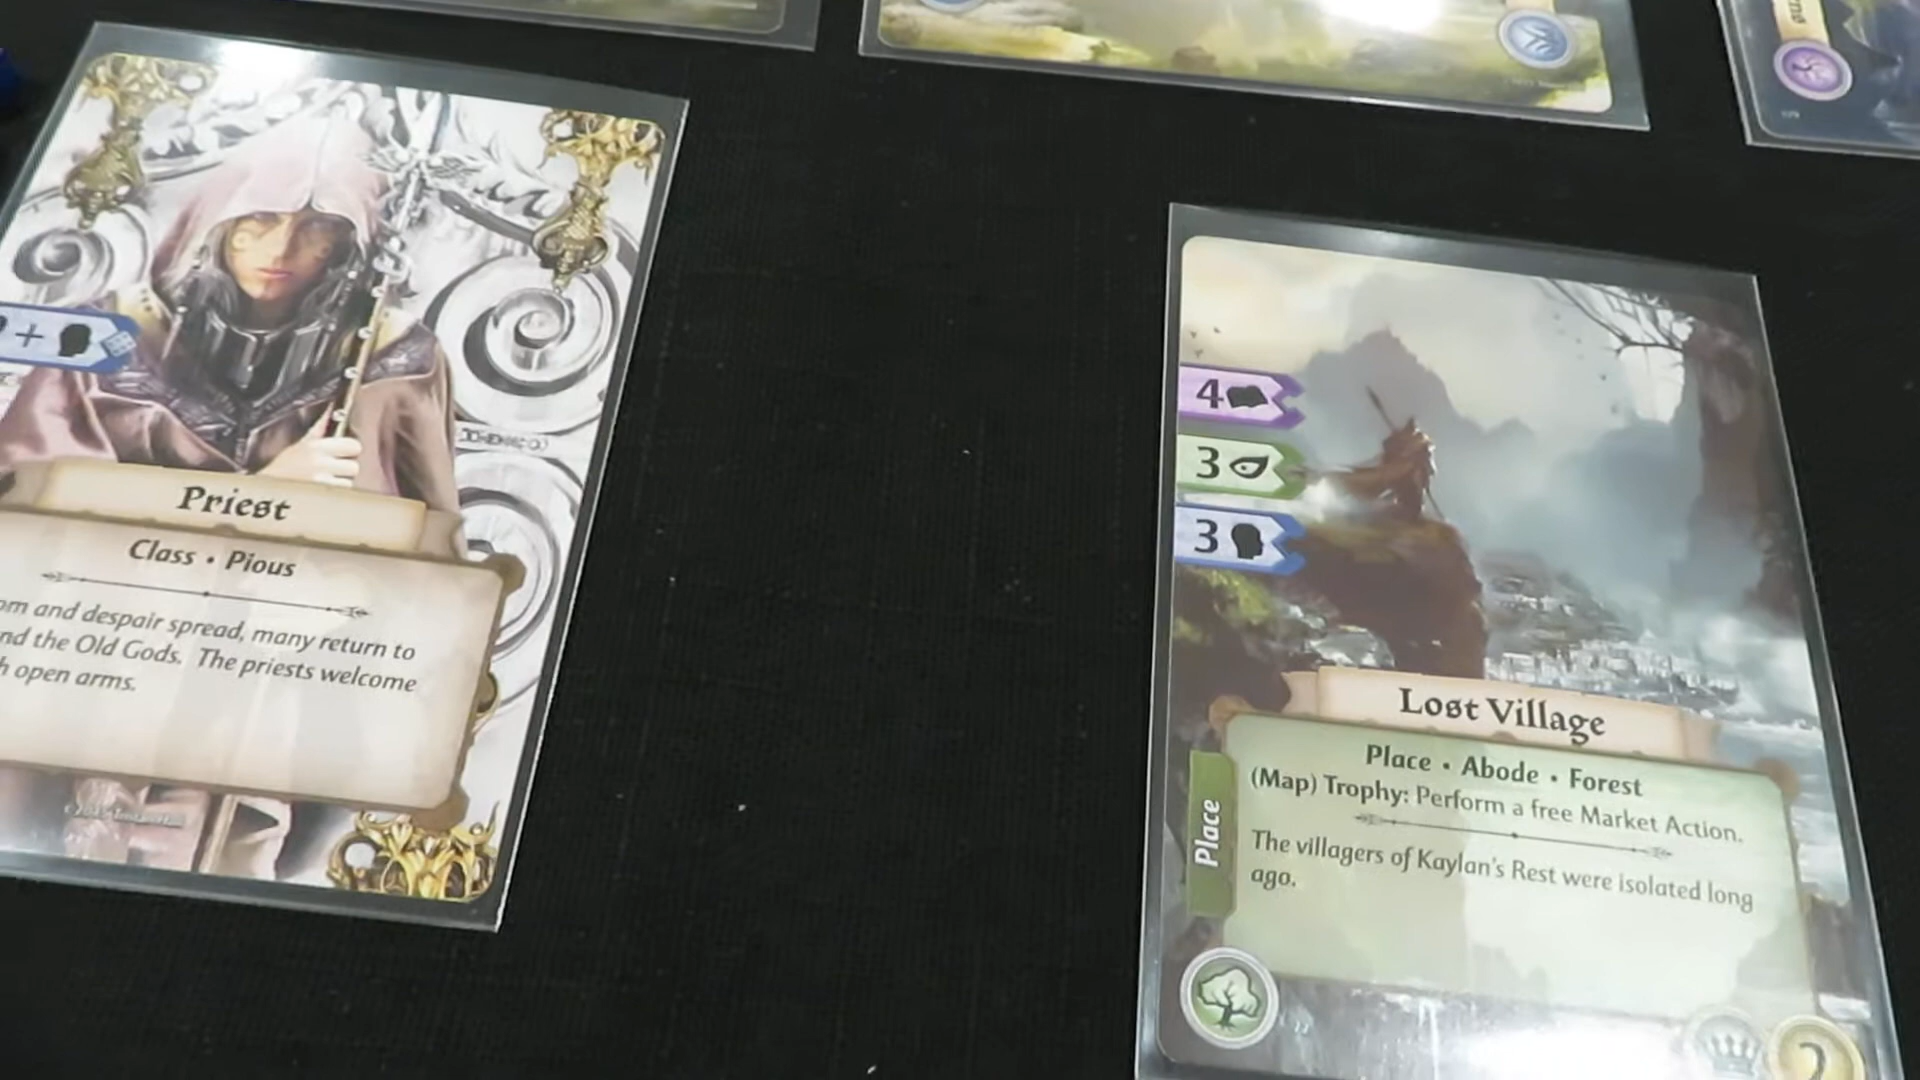 +
Priest
Class • Pious
and despair spread, many return to
the Old Gods. The priests welcome
open arms.
4
3
3
Lost Village
Place • Abode • Forest
(Map) Trophy: Perform a free Market Action.
The villagers of Kaylan's Rest were isolated long
ago.
Place
2